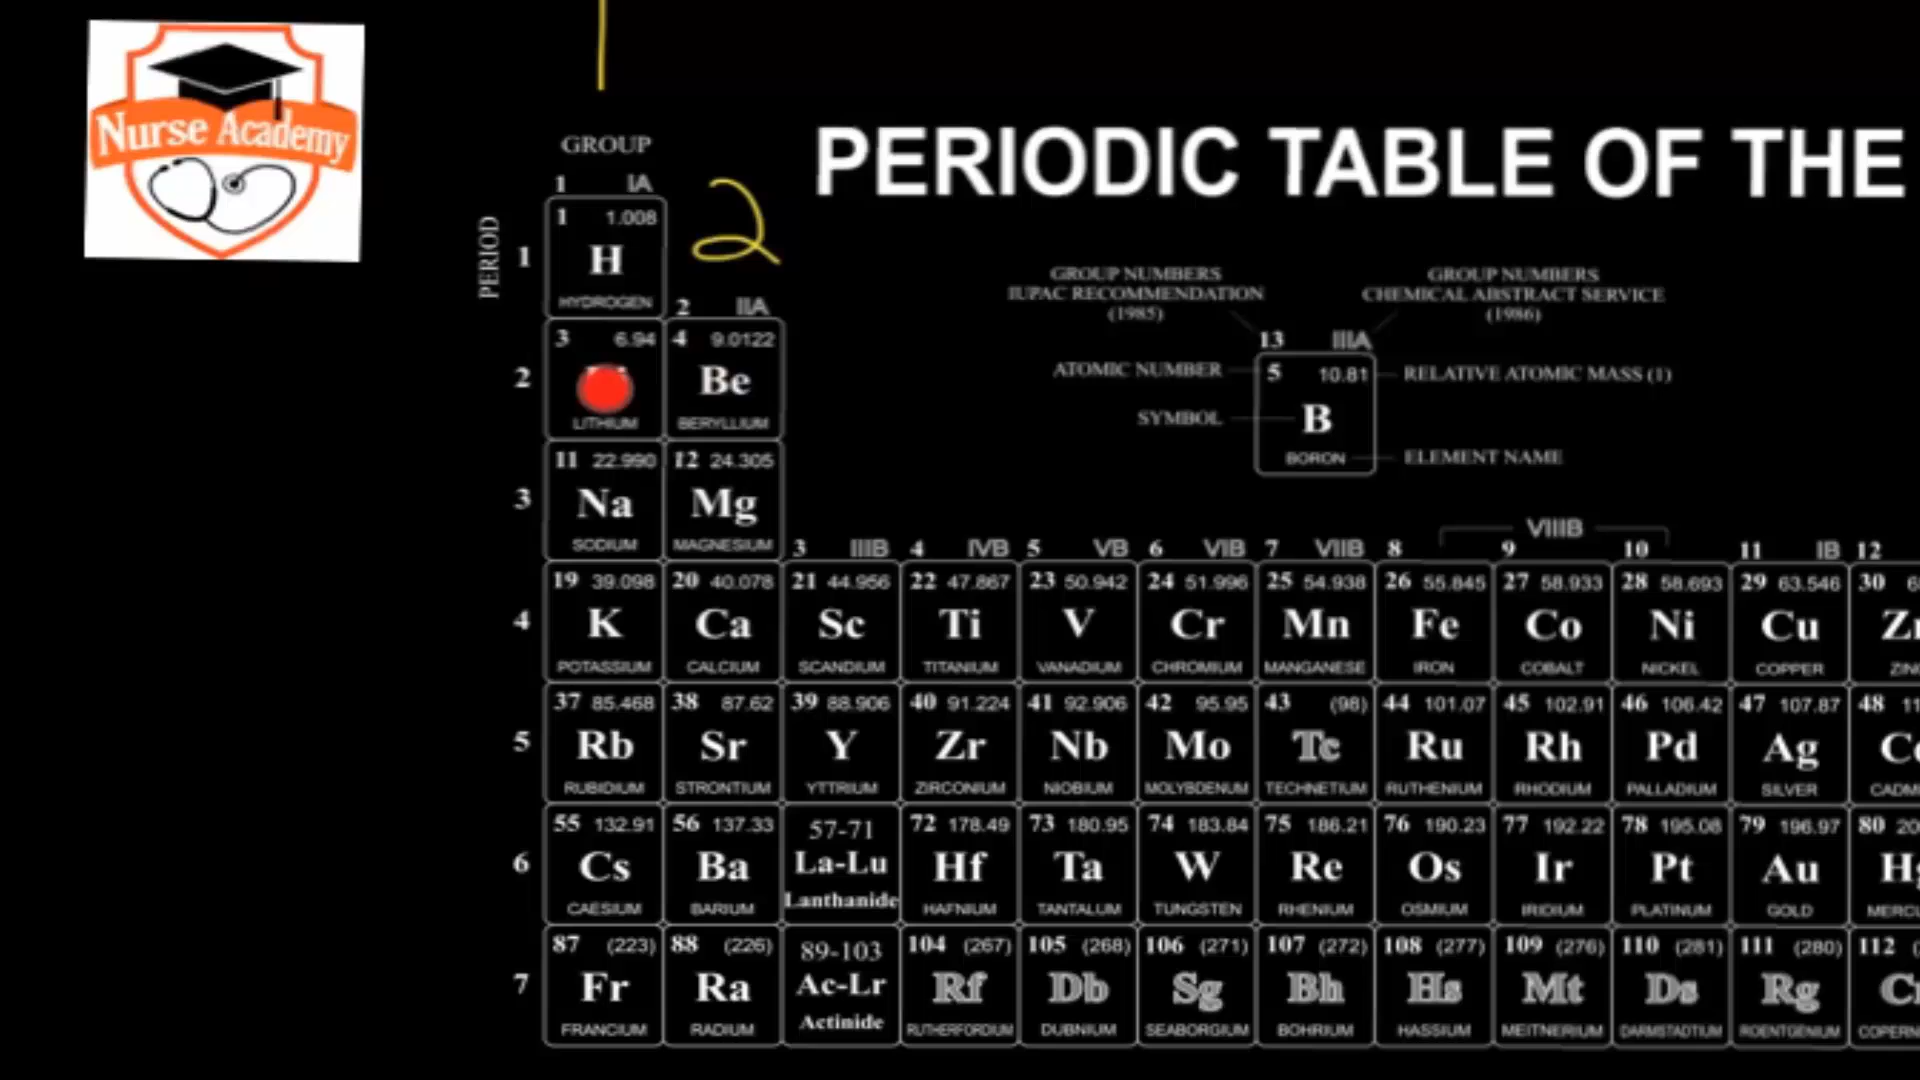 Nurse Academy
1
GROUP
PERIODIC TABLE OF THE
1 IA
2
PERIOD
1 1.008
1 H
HYDROGEN
2 IIA
GROUP NUMBERS
IUPAC RECOMMENDATION
(1985)
GROUP NUMBERS
CHEMICAL ABSTRACT SERVICE
(1986)
13 IIIA
ATOMIC NUMBER 5 10.81 RELATIVE ATOMIC MASS (1)
SYMBOL B
BORON ELEMENT NAME
3 6.94 4 9.0122
2 Be
LITHIUM BERYLLIUM
11 22.990 12 24.305
3 Na Mg
SODIUM MAGNESIUM
3 IIIB 4 IVB 5 VB 6 VIB 7 VIIB 8 9 VIIIB 10 11 IB 12
19 39.098 20 40.078 21 44.956 22 47.867 23 50.942 24 51.996 25 54.938 26 55.845 27 58.933 28 58.693 29 63.546 30
4 K Ca Sc Ti V Cr Mn Fe Co Ni Cu
POTASSIUM CALCIUM SCANDIUM TITANIUM VANADIUM CHROMIUM MANGANESE IRON COBALT NICKEL COPPER
37 85.468 38 87.62 39 88.906 40 91.224 41 92.906 42 95.95 43 (98) 44 101.07 45 102.91 46 106.42 47 107.87 48
5 Rb Sr Y Zr Nb Mo Tc Ru Rh Pd Ag
RUBIDIUM STRONTIUM YTTRIUM ZIRCONIUM NIOBIUM MOLYBDENUM TECHNETIUM RUTHENIUM RHODIUM PALLADIUM SILVER
55 132.91 56 137.33 57-71 72 178.49 73 180.95 74 183.84 75 186.21 76 190.23 77 192.22 78 195.08 79 196.97 80
6 Cs Ba La-Lu Hf Ta W Re Os Ir Pt Au
CAESIUM BARIUM Lanthanide HAFNIUM TANTALUM TUNGSTEN RHENIUM OSMIUM IRIDIUM PLATINUM GOLD
87 (223) 88 (226) 89-103 104 (267) 105 (268) 106 (271) 107 (272) 108 (277) 109 (276) 110 (281) 111 (280) 112
7 Fr Ra Ac-Lr Rf Db Sg Bh Hs Mt Ds Rg
FRANCIUM RADIUM Actinide RUTHERFORDIUM DUBNIUM SEABORGIUM BOHRIUM HASSIUM MEITNERIUM DARMSTADTIUM ROENTGENIUM